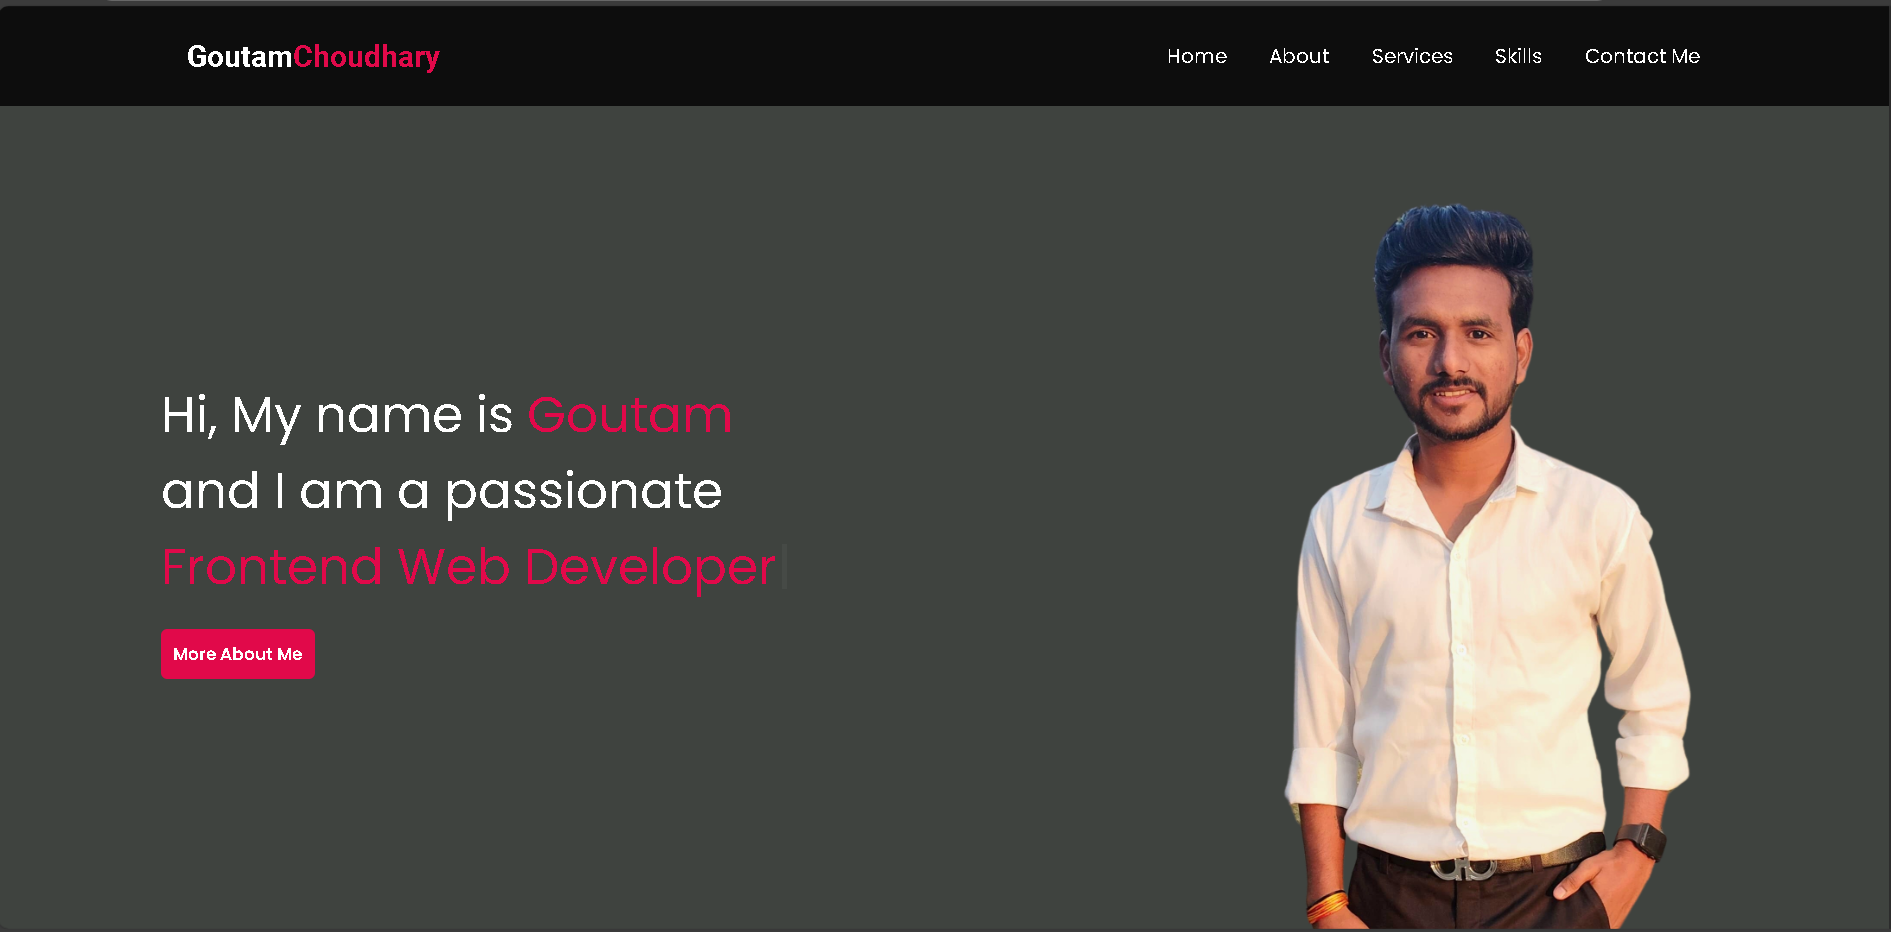 GoutamChoudhary
Home About Services Skills Contact Me
Hi, My name is Goutam
and I am a passionate
Frontend Web Developer
More About Me